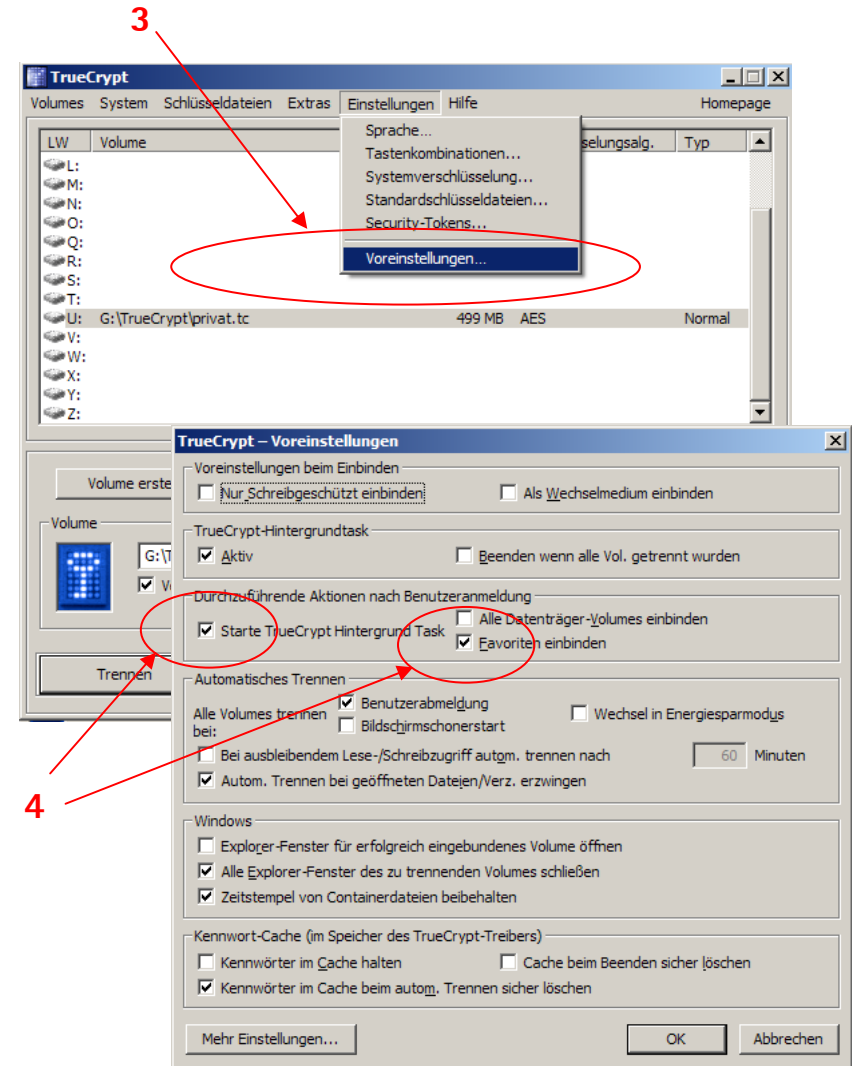 3
TrueCrypt
Volumes System Schlüsseldateien Extras Einstellungen Hilfe Homepage
Sprache...
Tastenkombinationen...
Systemverschlüsselung...
Standardschlüsseldateien...
Security-Tokens...
Voreinstellungen...
LW Volume selungsalg. Typ
L:
M:
N:
O:
Q:
R:
S:
T:
U: G:\TrueCrypt\privat.tc 499 MB AES Normal
V:
W:
X:
Y:
Z:
Volume erste
Volume
G:\T
V
Trennen
4
TrueCrypt – Voreinstellungen
Voreinstellungen beim Einbinden
Nur Schreibgeschützt einbinden Als Wechselmedium einbinden
TrueCrypt-Hintergrundtask
Aktiv Beenden wenn alle Vol. getrennt wurden
Durchzuführende Aktionen nach Benutzeranmeldung
Alle Datenträger-Volumes einbinden
Starte TrueCrypt Hintergrund Task
Favoriten einbinden
Automatisches Trennen
Alle Volumes trennen bei:
Benutzerabmeldung
Bildschirmschonerstart
Wechsel in Energiesparmodus
Bei ausbleibendem Lese-/Schreibzugriff autom. trennen nach 60 Minuten
Autom. Trennen bei geöffneten Dateien/Verz. erzwingen
Windows
Explorer-Fenster für erfolgreich eingebundenes Volume öffnen
Alle Explorer-Fenster des zu trennenden Volumes schließen
Zeitstempel von Containerdateien beibehalten
Kennwort-Cache (im Speicher des TrueCrypt-Treibers)
Kennwörter im Cache halten Cache beim Beenden sicher löschen
Kennwörter im Cache beim autom. Trennen sicher löschen
Mehr Einstellungen... OK Abbrechen